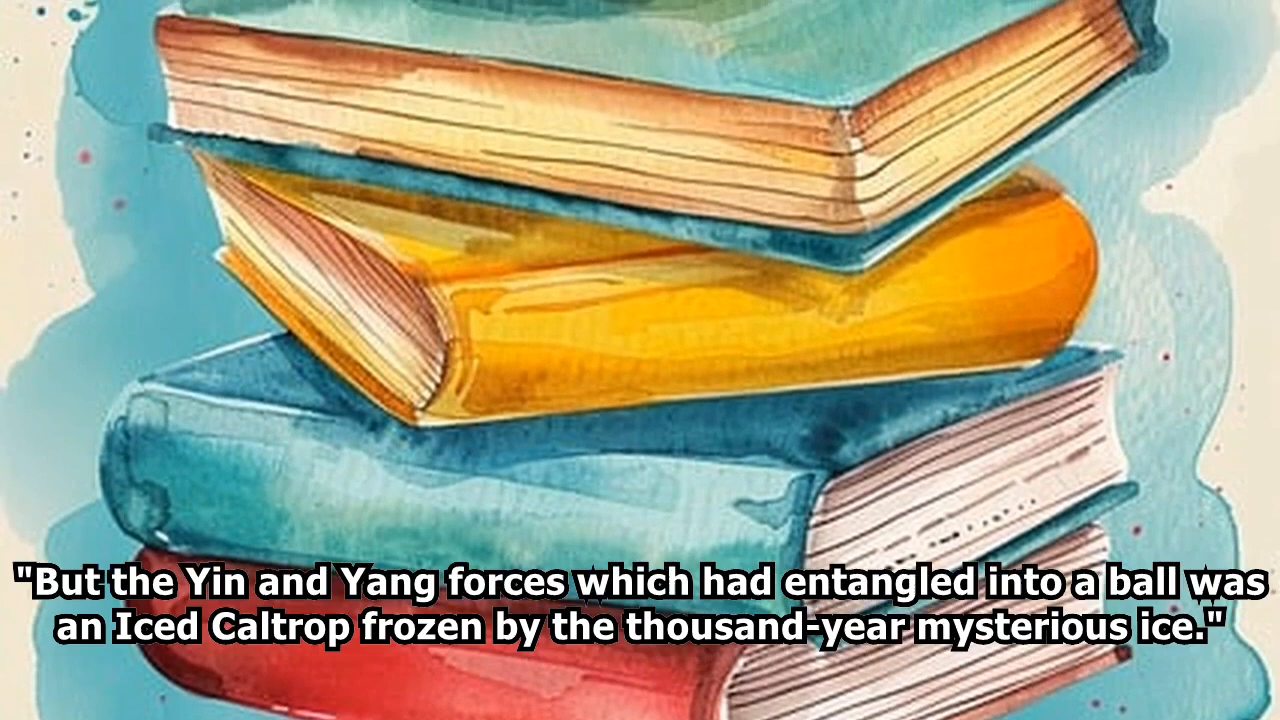 "But the Yin and Yang forces which had entangled into a ball was
an Iced Caltrop frozen by the thousand-year mysterious ice."